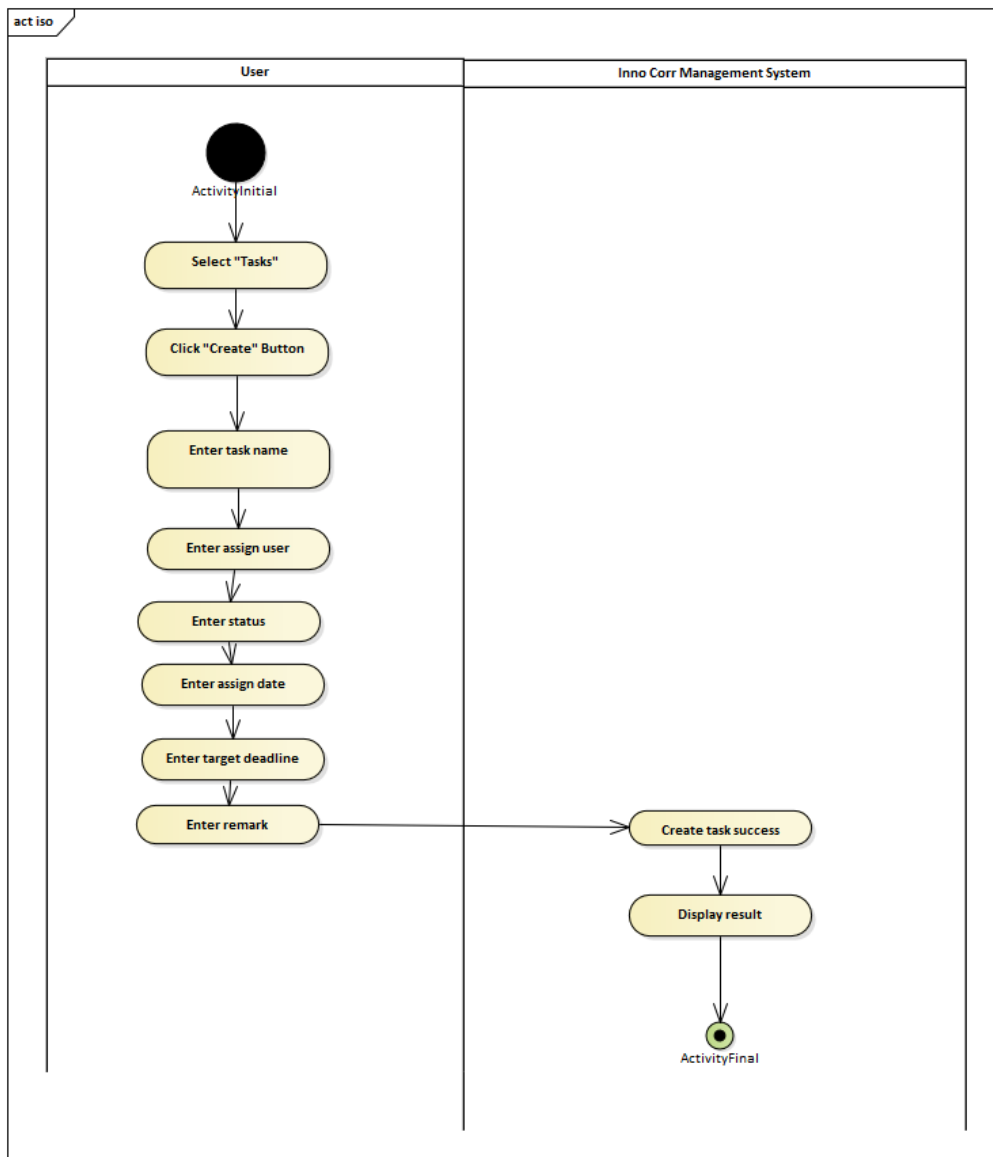 act iso
User
Inno Corr Management System
ActivityInitial
Select "Tasks"
Click "Create" Button
Enter task name
Enter assign user
Enter status
Enter assign date
Enter target deadline
Enter remark
Create task success
Display result
ActivityFinal